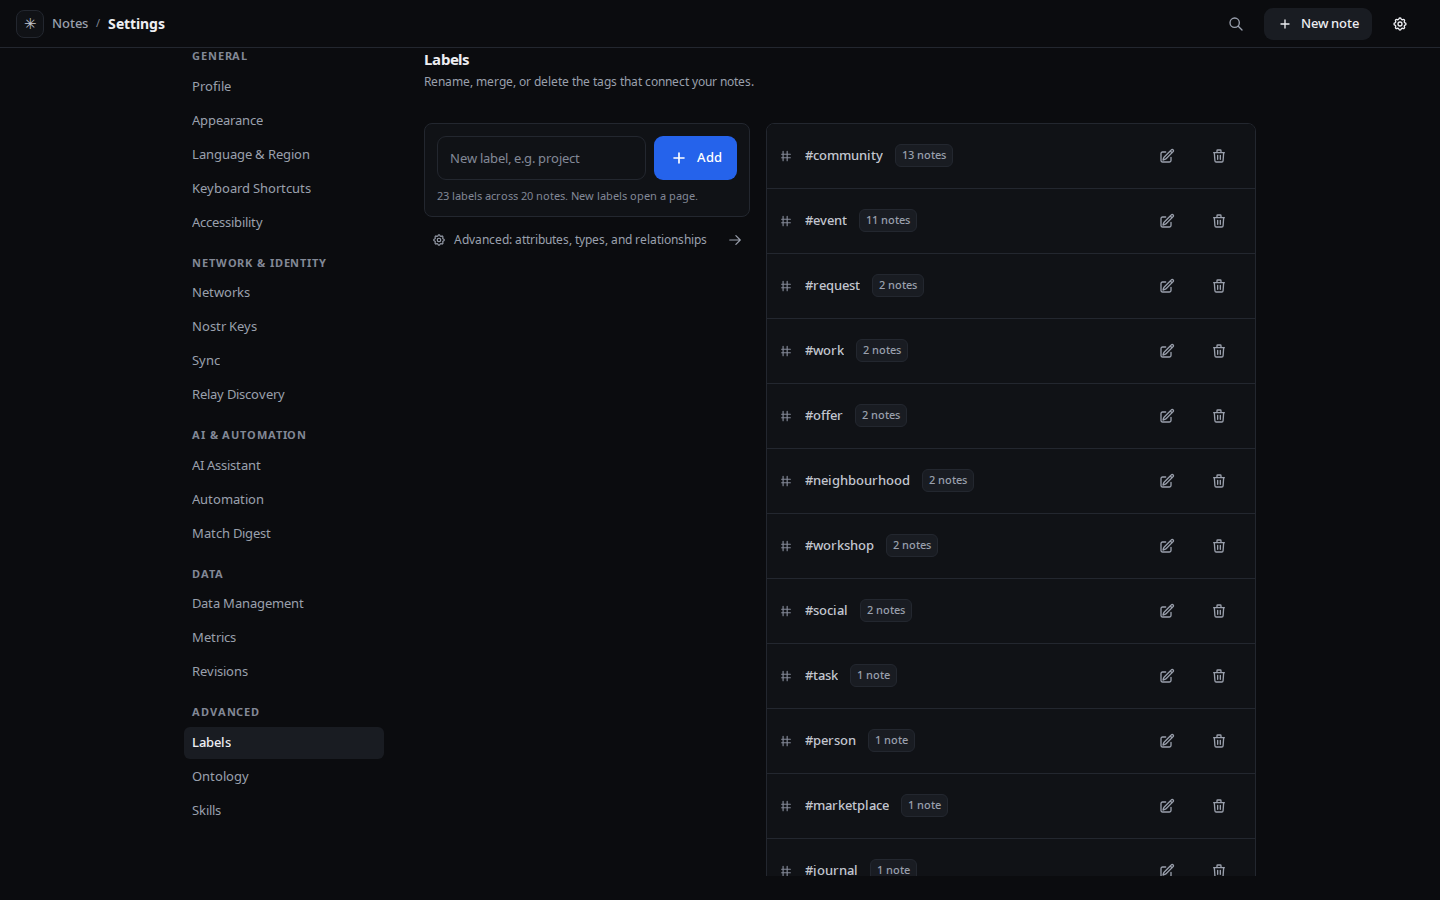 Notes / Settings
New note
GENERAL
Profile
Appearance
Language & Region
Keyboard Shortcuts
Accessibility
NETWORK & IDENTITY
Networks
Nostr Keys
Sync
Relay Discovery
AI & AUTOMATION
AI Assistant
Automation
Match Digest
DATA
Data Management
Metrics
Revisions
ADVANCED
Labels
Ontology
Skills
Labels
Rename, merge, or delete the tags that connect your notes.
New label, e.g. project
Add
23 labels across 20 notes. New labels open a page.
Advanced: attributes, types, and relationships
#community 13 notes
#event 11 notes
#request 2 notes
#work 2 notes
#offer 2 notes
#neighbourhood 2 notes
#workshop 2 notes
#social 2 notes
#task 1 note
#person 1 note
#marketplace 1 note
#journal 1 note